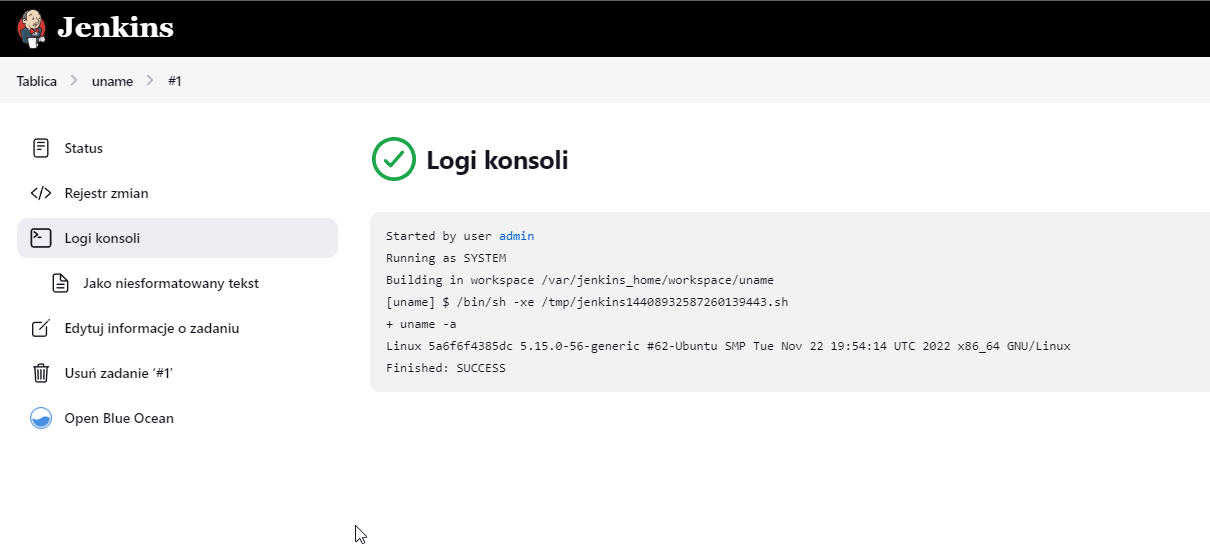 Jenkins
Tablica
uname
#1
Status
Rejestr zmian
Logi konsoli
Jako niesformatowany tekst
Edytuj informacje o zadaniu
Usuń zadanie ‘#1’
Open Blue Ocean
Logi konsoli
Started by user admin
Running as SYSTEM
Building in workspace /var/jenkins_home/workspace/uname
[uname] $ /bin/sh -xe /tmp/jenkins14408932587260139443.sh
+ uname -a
Linux 5a6f6f4385dc 5.15.0-56-generic #62-Ubuntu SMP Tue Nov 22 19:54:14 UTC 2022 x86_64 GNU/Linux
Finished: SUCCESS